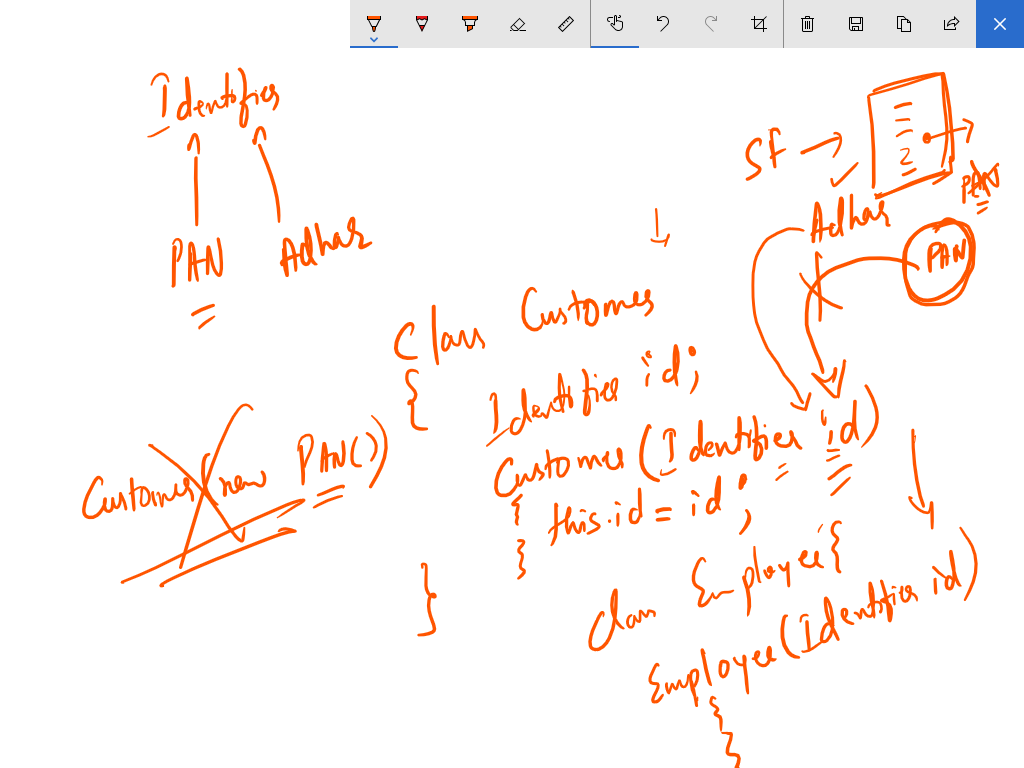 Identifier
PAN Adhar
SF →
2
PAN
Adhar
PAN
Class Customer
{
Identifier id;
Customer (Identifier id)
{ this.id = id;
}
}
Customer (new PAN())
Class Employee{
Employee(Identifier id)
{
}